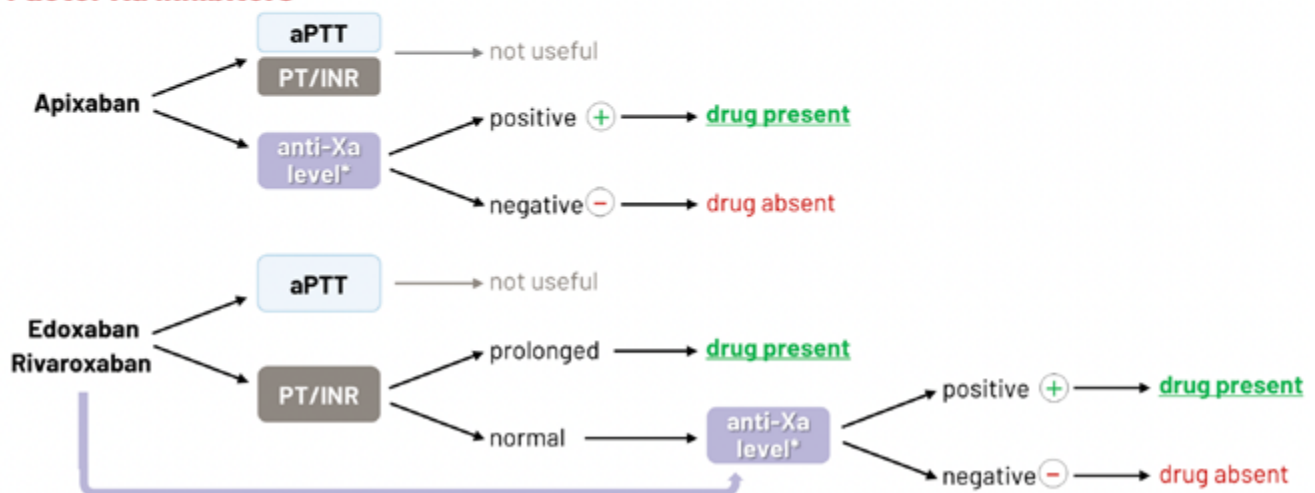 aPTT
PT/INR
not useful
Apixaban
anti-Xa
level*
positive +
drug present
negative −
drug absent
aPTT
not useful
Edoxaban
Rivaroxaban
PT/INR
prolonged
drug present
normal
anti-Xa
level*
positive +
drug present
negative −
drug absent